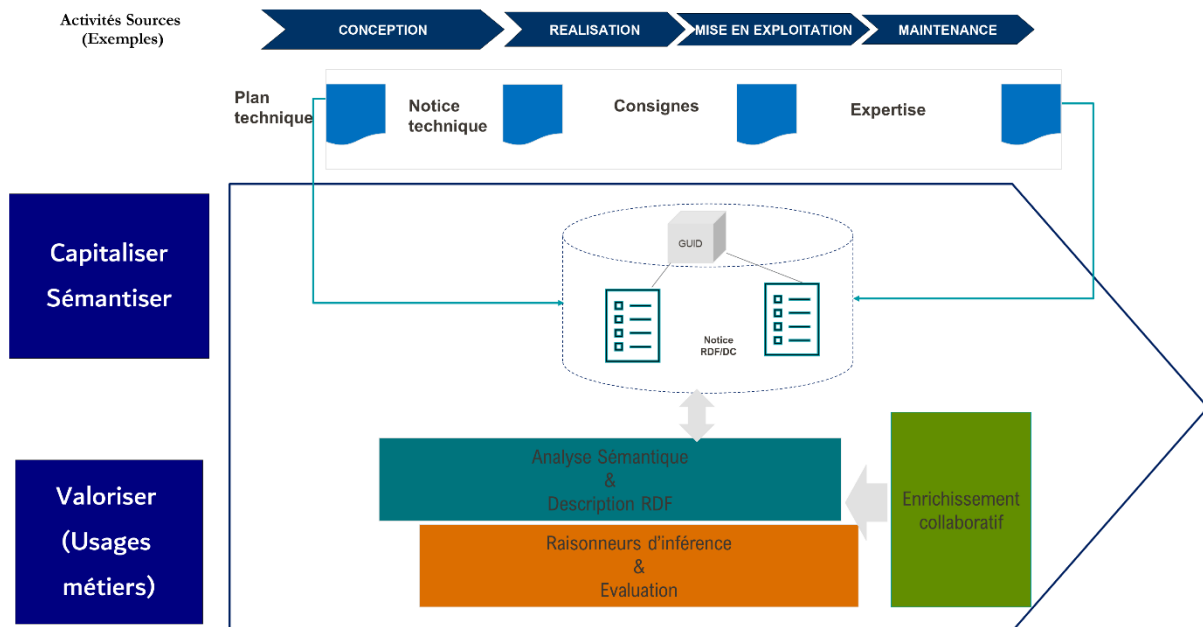 Activités Sources
(Exemples)
CONCEPTION
REALISATION
MISE EN EXPLOITATION
MAINTENANCE
Plan
technique
Notice
technique
Consignes
Expertise
Capitaliser
Sémantiser
GUID
Notice
RDF/DC
Valoriser
(Usages
métiers)
Analyse Sémantique
&
Description RDF
Raisonneurs d'inférence
&
Evaluation
Enrichissement
collaboratif